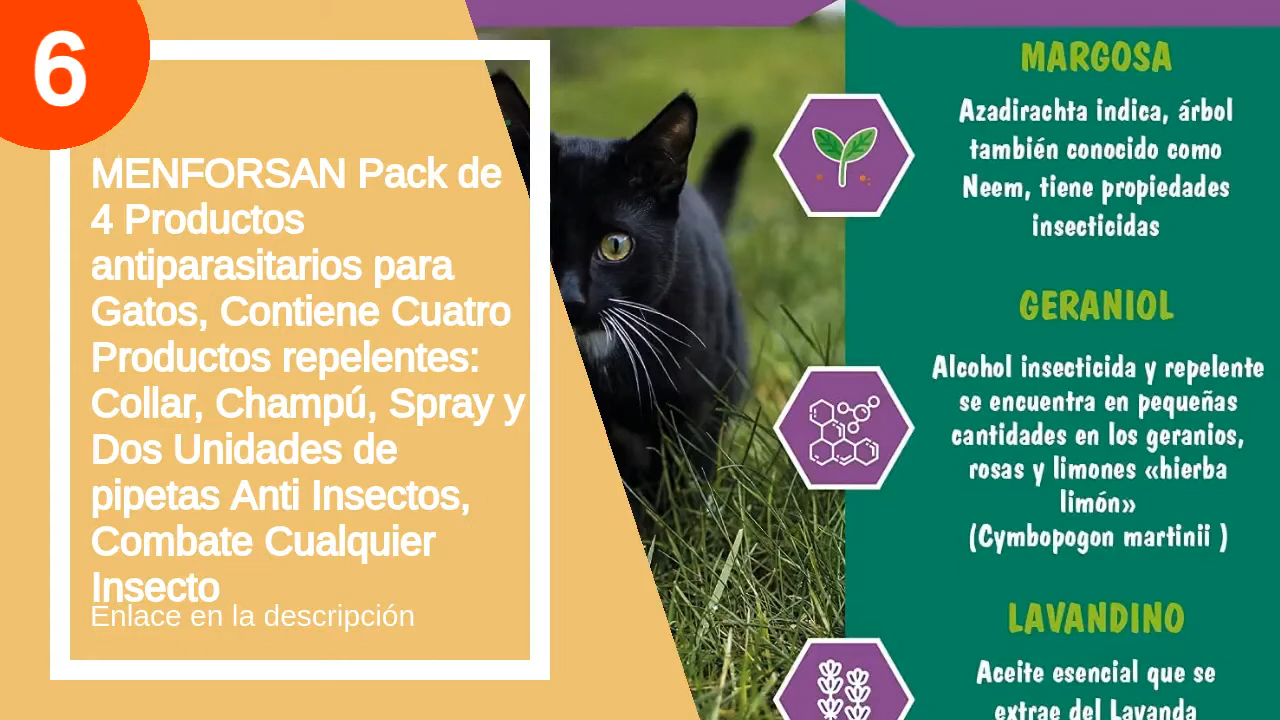 6
MENFORSAN Pack de
4 Productos
antiparasitarios para
Gatos, Contiene Cuatro
Productos repelentes:
Collar, Champú, Spray y
Dos Unidades de
pipetas Anti Insectos,
Combate Cualquier
Insecto
Enlace en la descripción
MARGOSA
Azadirachta indica, árbol
también conocido como
Neem, tiene propiedades
insecticidas
GERANIOL
Alcohol insecticida y repelente
se encuentra en pequeñas
cantidades en los geranios,
rosas y limones «hierba
limón»
(Cymbopogon martinii )
LAVANDINO
Aceite esencial que se
extrae del Lavanda